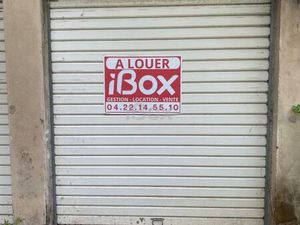 A LOUER
iBox
GESTION - LOCATION - VENTE
04.22.14.55.10